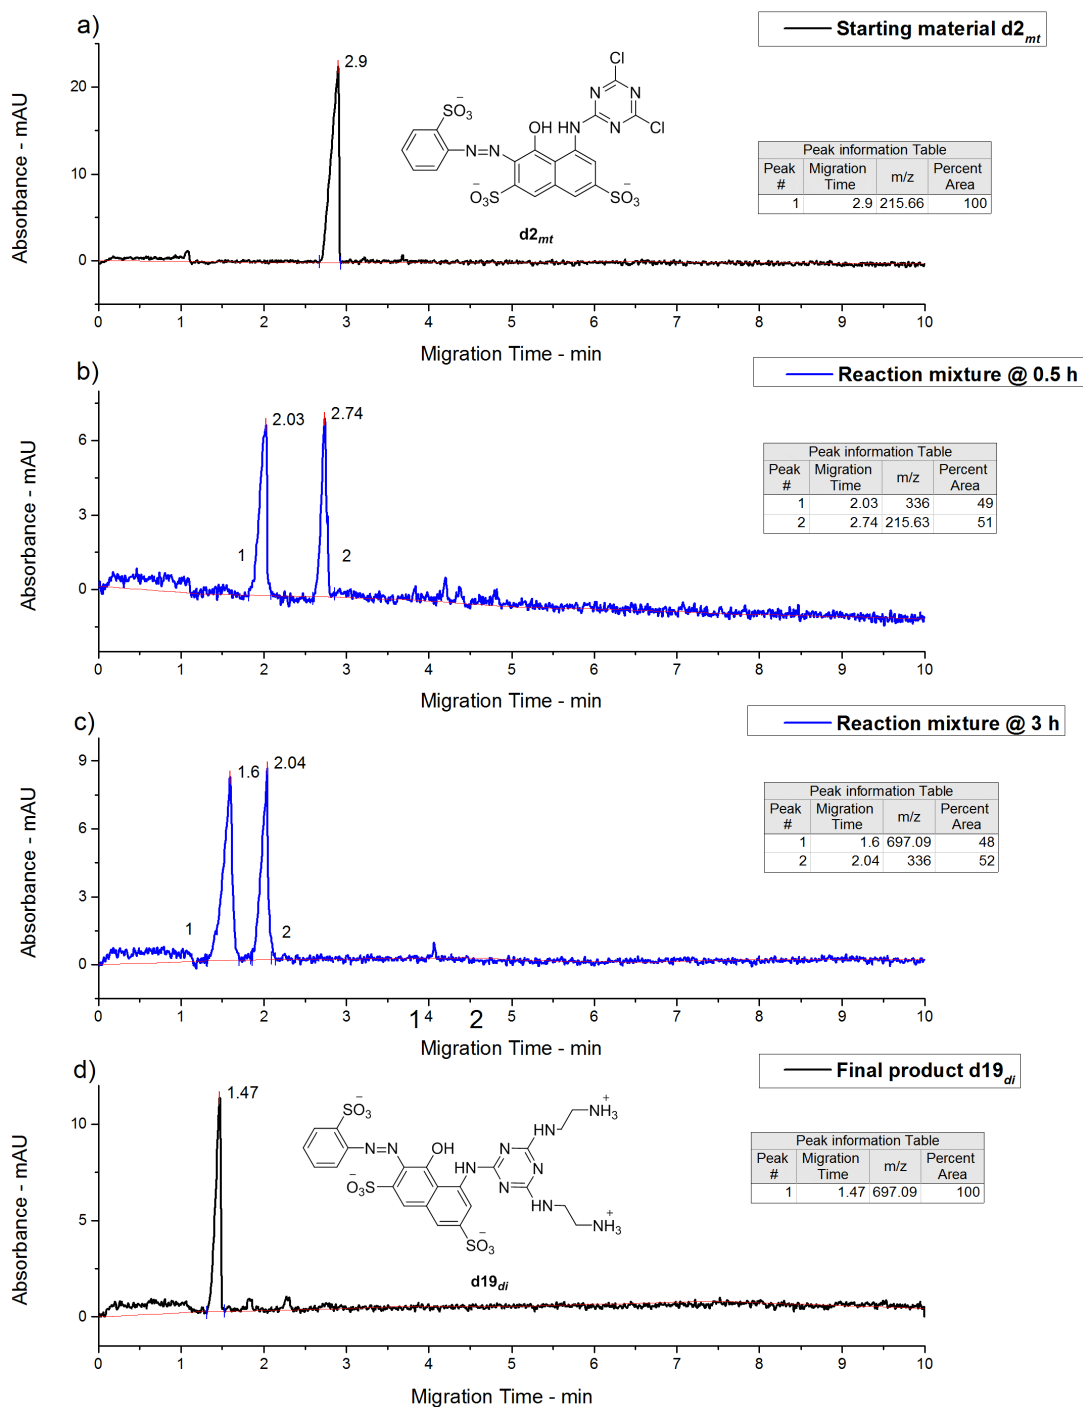 a)
Starting material d2mt
Absorbance - mAU
20
10
0
2.9
Cl
N
N
N
Cl
HN
OH
SO3
−
N=N
−
O3S
SO3
−
d2mt
Peak information Table
Peak # Migration Time m/z Percent Area
1 2.9 215.66 100
0 1 2 3 4 5 6 7 8 9 10
Migration Time - min
b)
Reaction mixture @ 0.5 h
Absorbance - mAU
6
3
0
2.03
2.74
1
2
Peak information Table
Peak # Migration Time m/z Percent Area
1 2.03 336 49
2 2.74 215.63 51
0 1 2 3 4 5 6 7 8 9 10
Migration Time - min
c)
Reaction mixture @ 3 h
Absorbance - mAU
9
6
3
0
1.6
2.04
1
2
Peak information Table
Peak # Migration Time m/z Percent Area
1 1.6 697.09 48
2 2.04 336 52
0 1 2 3 4 5 6 7 8 9 10
1 2
Migration Time - min
d)
Final product d19di
Absorbance - mAU
10
5
0
1.47
+
NH3
HN
SO3
−
N=N
OH
HN
N
N
N
−
O3S
HN
NH3
+
−
SO3
d19di
Peak information Table
Peak # Migration Time m/z Percent Area
1 1.47 697.09 100
0 1 2 3 4 5 6 7 8 9 10
Migration Time - min